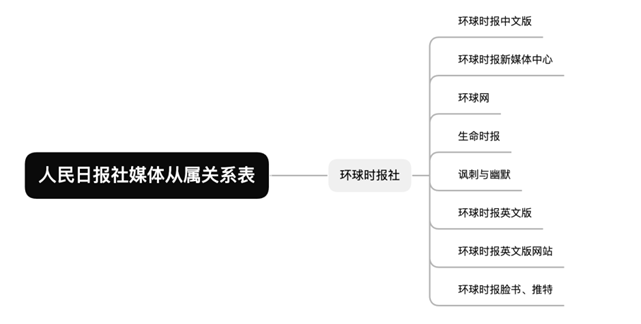 人民日报社媒体从属关系表
环球时报社
环球时报中文版
环球时报新媒体中心
环球网
生命时报
讽刺与幽默
环球时报英文版
环球时报英文版网站
环球时报脸书、推特